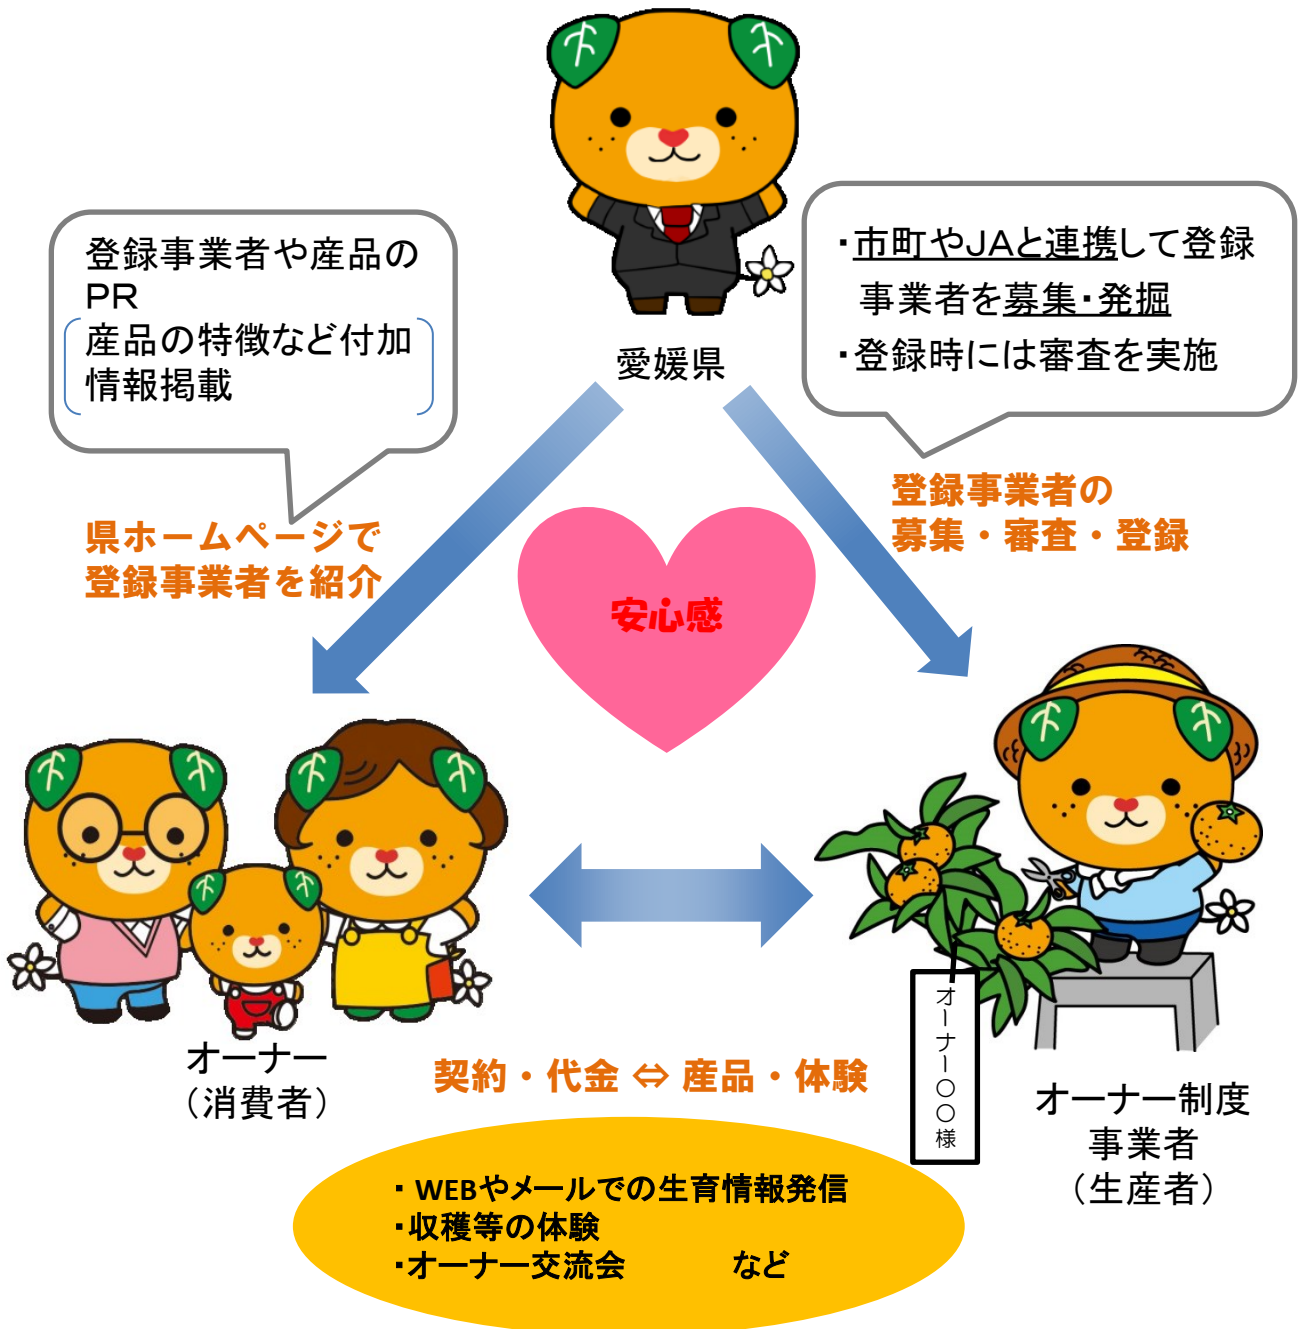 登録事業者や産品の
PR
産品の特徴など付加
情報掲載
愛媛県
・市町やJAと連携して登録
事業者を募集・発掘
・登録時には審査を実施
県ホームページで
登録事業者を紹介
登録事業者の
募集・審査・登録
安心感
オーナー
（消費者）
契約・代金 ⇔ 産品・体験
オーナー〇〇様
オーナー制度
事業者
（生産者）
・WEBやメールでの生育情報発信
・収穫等の体験
・オーナー交流会 など